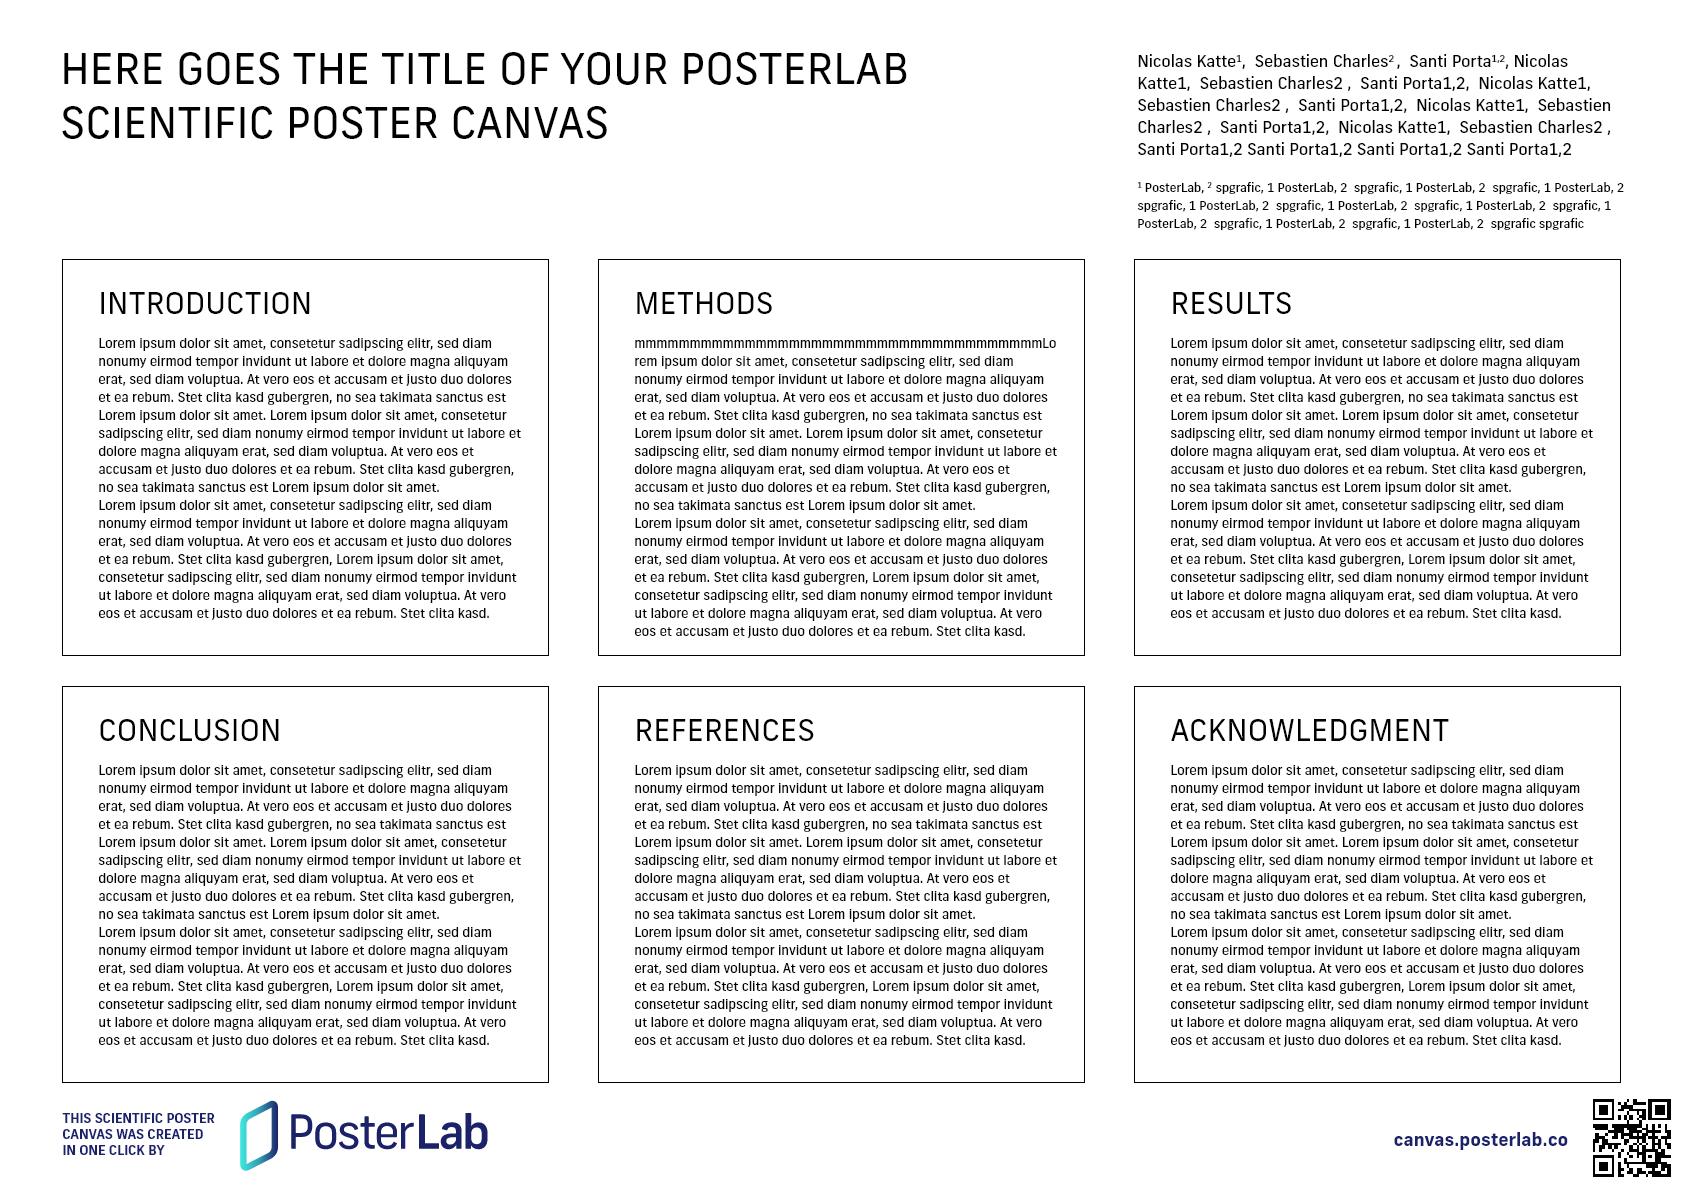 HERE GOES THE TITLE OF YOUR POSTERLAB
SCIENTIFIC POSTER CANVAS
Nicolas Katte¹,  Sebastien Charles² ,  Santi Porta¹˒², Nicolas
Katte1,  Sebastien Charles2 ,  Santi Porta1,2,  Nicolas Katte1,
Sebastien Charles2 ,  Santi Porta1,2,  Nicolas Katte1,  Sebastien
Charles2 ,  Santi Porta1,2,  Nicolas Katte1,  Sebastien Charles2 ,
Santi Porta1,2 Santi Porta1,2 Santi Porta1,2 Santi Porta1,2
¹ PosterLab, ² spgrafic, 1 PosterLab, 2  spgrafic, 1 PosterLab, 2  spgrafic, 1 PosterLab, 2
spgrafic, 1 PosterLab, 2  spgrafic, 1 PosterLab, 2  spgrafic, 1 PosterLab, 2  spgrafic, 1
PosterLab, 2  spgrafic, 1 PosterLab, 2  spgrafic, 1 PosterLab, 2  spgrafic spgrafic
INTRODUCTION
Lorem ipsum dolor sit amet, consetetur sadipscing elitr, sed diam
nonumy eirmod tempor invidunt ut labore et dolore magna aliquyam
erat, sed diam voluptua. At vero eos et accusam et justo duo dolores
et ea rebum. Stet clita kasd gubergren, no sea takimata sanctus est
Lorem ipsum dolor sit amet. Lorem ipsum dolor sit amet, consetetur
sadipscing elitr, sed diam nonumy eirmod tempor invidunt ut labore et
dolore magna aliquyam erat, sed diam voluptua. At vero eos et
accusam et justo duo dolores et ea rebum. Stet clita kasd gubergren,
no sea takimata sanctus est Lorem ipsum dolor sit amet.
Lorem ipsum dolor sit amet, consetetur sadipscing elitr, sed diam
nonumy eirmod tempor invidunt ut labore et dolore magna aliquyam
erat, sed diam voluptua. At vero eos et accusam et justo duo dolores
et ea rebum. Stet clita kasd gubergren, Lorem ipsum dolor sit amet,
consetetur sadipscing elitr, sed diam nonumy eirmod tempor invidunt
ut labore et dolore magna aliquyam erat, sed diam voluptua. At vero
eos et accusam et justo duo dolores et ea rebum. Stet clita kasd.
METHODS
mmmmmmmmmmmmmmmmmmmmmmmmmmmmmmmmmmmmmLo
rem ipsum dolor sit amet, consetetur sadipscing elitr, sed diam
nonumy eirmod tempor invidunt ut labore et dolore magna aliquyam
erat, sed diam voluptua. At vero eos et accusam et justo duo dolores
et ea rebum. Stet clita kasd gubergren, no sea takimata sanctus est
Lorem ipsum dolor sit amet. Lorem ipsum dolor sit amet, consetetur
sadipscing elitr, sed diam nonumy eirmod tempor invidunt ut labore et
dolore magna aliquyam erat, sed diam voluptua. At vero eos et
accusam et justo duo dolores et ea rebum. Stet clita kasd gubergren,
no sea takimata sanctus est Lorem ipsum dolor sit amet.
Lorem ipsum dolor sit amet, consetetur sadipscing elitr, sed diam
nonumy eirmod tempor invidunt ut labore et dolore magna aliquyam
erat, sed diam voluptua. At vero eos et accusam et justo duo dolores
et ea rebum. Stet clita kasd gubergren, Lorem ipsum dolor sit amet,
consetetur sadipscing elitr, sed diam nonumy eirmod tempor invidunt
ut labore et dolore magna aliquyam erat, sed diam voluptua. At vero
eos et accusam et justo duo dolores et ea rebum. Stet clita kasd.
RESULTS
Lorem ipsum dolor sit amet, consetetur sadipscing elitr, sed diam
nonumy eirmod tempor invidunt ut labore et dolore magna aliquyam
erat, sed diam voluptua. At vero eos et accusam et justo duo dolores
et ea rebum. Stet clita kasd gubergren, no sea takimata sanctus est
Lorem ipsum dolor sit amet. Lorem ipsum dolor sit amet, consetetur
sadipscing elitr, sed diam nonumy eirmod tempor invidunt ut labore et
dolore magna aliquyam erat, sed diam voluptua. At vero eos et
accusam et justo duo dolores et ea rebum. Stet clita kasd gubergren,
no sea takimata sanctus est Lorem ipsum dolor sit amet.
Lorem ipsum dolor sit amet, consetetur sadipscing elitr, sed diam
nonumy eirmod tempor invidunt ut labore et dolore magna aliquyam
erat, sed diam voluptua. At vero eos et accusam et justo duo dolores
et ea rebum. Stet clita kasd gubergren, Lorem ipsum dolor sit amet,
consetetur sadipscing elitr, sed diam nonumy eirmod tempor invidunt
ut labore et dolore magna aliquyam erat, sed diam voluptua. At vero
eos et accusam et justo duo dolores et ea rebum. Stet clita kasd.
CONCLUSION
Lorem ipsum dolor sit amet, consetetur sadipscing elitr, sed diam
nonumy eirmod tempor invidunt ut labore et dolore magna aliquyam
erat, sed diam voluptua. At vero eos et accusam et justo duo dolores
et ea rebum. Stet clita kasd gubergren, no sea takimata sanctus est
Lorem ipsum dolor sit amet. Lorem ipsum dolor sit amet, consetetur
sadipscing elitr, sed diam nonumy eirmod tempor invidunt ut labore et
dolore magna aliquyam erat, sed diam voluptua. At vero eos et
accusam et justo duo dolores et ea rebum. Stet clita kasd gubergren,
no sea takimata sanctus est Lorem ipsum dolor sit amet.
Lorem ipsum dolor sit amet, consetetur sadipscing elitr, sed diam
nonumy eirmod tempor invidunt ut labore et dolore magna aliquyam
erat, sed diam voluptua. At vero eos et accusam et justo duo dolores
et ea rebum. Stet clita kasd gubergren, Lorem ipsum dolor sit amet,
consetetur sadipscing elitr, sed diam nonumy eirmod tempor invidunt
ut labore et dolore magna aliquyam erat, sed diam voluptua. At vero
eos et accusam et justo duo dolores et ea rebum. Stet clita kasd.
REFERENCES
Lorem ipsum dolor sit amet, consetetur sadipscing elitr, sed diam
nonumy eirmod tempor invidunt ut labore et dolore magna aliquyam
erat, sed diam voluptua. At vero eos et accusam et justo duo dolores
et ea rebum. Stet clita kasd gubergren, no sea takimata sanctus est
Lorem ipsum dolor sit amet. Lorem ipsum dolor sit amet, consetetur
sadipscing elitr, sed diam nonumy eirmod tempor invidunt ut labore et
dolore magna aliquyam erat, sed diam voluptua. At vero eos et
accusam et justo duo dolores et ea rebum. Stet clita kasd gubergren,
no sea takimata sanctus est Lorem ipsum dolor sit amet.
Lorem ipsum dolor sit amet, consetetur sadipscing elitr, sed diam
nonumy eirmod tempor invidunt ut labore et dolore magna aliquyam
erat, sed diam voluptua. At vero eos et accusam et justo duo dolores
et ea rebum. Stet clita kasd gubergren, Lorem ipsum dolor sit amet,
consetetur sadipscing elitr, sed diam nonumy eirmod tempor invidunt
ut labore et dolore magna aliquyam erat, sed diam voluptua. At vero
eos et accusam et justo duo dolores et ea rebum. Stet clita kasd.
ACKNOWLEDGMENT
Lorem ipsum dolor sit amet, consetetur sadipscing elitr, sed diam
nonumy eirmod tempor invidunt ut labore et dolore magna aliquyam
erat, sed diam voluptua. At vero eos et accusam et justo duo dolores
et ea rebum. Stet clita kasd gubergren, no sea takimata sanctus est
Lorem ipsum dolor sit amet. Lorem ipsum dolor sit amet, consetetur
sadipscing elitr, sed diam nonumy eirmod tempor invidunt ut labore et
dolore magna aliquyam erat, sed diam voluptua. At vero eos et
accusam et justo duo dolores et ea rebum. Stet clita kasd gubergren,
no sea takimata sanctus est Lorem ipsum dolor sit amet.
Lorem ipsum dolor sit amet, consetetur sadipscing elitr, sed diam
nonumy eirmod tempor invidunt ut labore et dolore magna aliquyam
erat, sed diam voluptua. At vero eos et accusam et justo duo dolores
et ea rebum. Stet clita kasd gubergren, Lorem ipsum dolor sit amet,
consetetur sadipscing elitr, sed diam nonumy eirmod tempor invidunt
ut labore et dolore magna aliquyam erat, sed diam voluptua. At vero
eos et accusam et justo duo dolores et ea rebum. Stet clita kasd.
THIS SCIENTIFIC POSTER
CANVAS WAS CREATED
IN ONE CLICK BY
PosterLab
canvas.posterlab.co